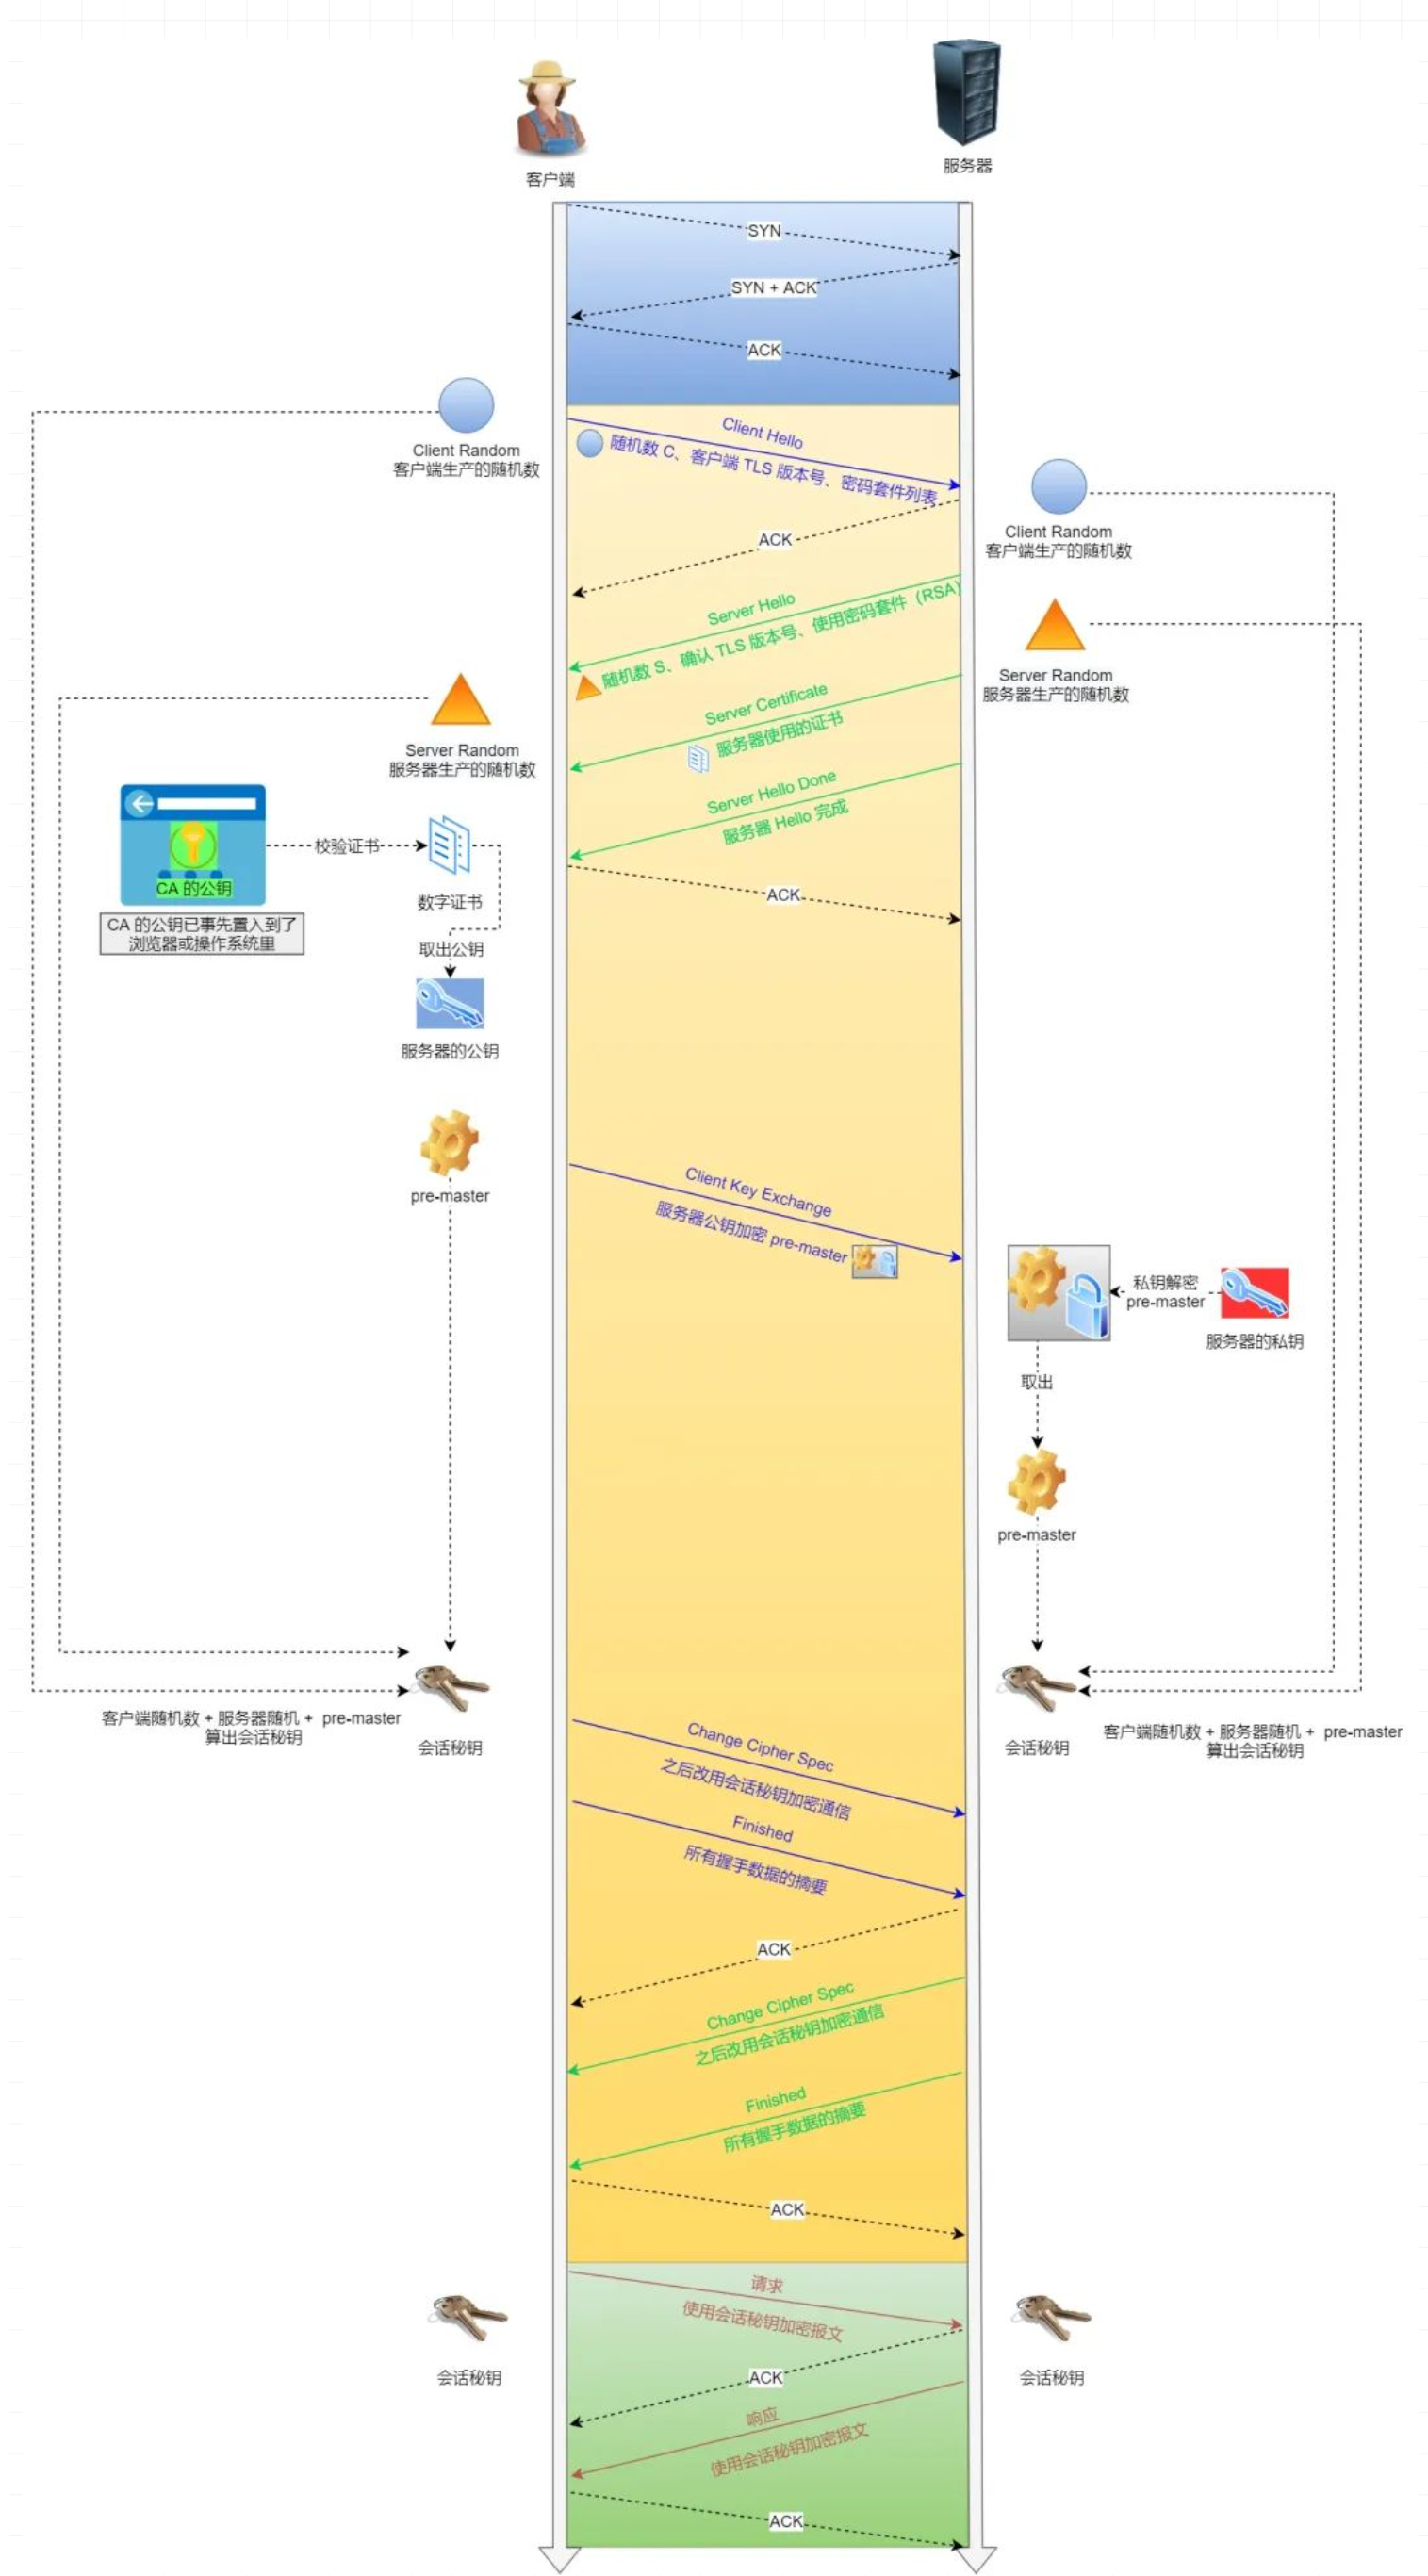 客户端
服务器
SYN
SYN + ACK
ACK
Client Random
客户端生产的随机数
Client Hello
随机数 C、客户端 TLS 版本号、密码套件列表
Client Random
客户端生产的随机数
ACK
Server Hello
随机数 S、确认 TLS 版本号、使用密码套件（RSA）
Server Random
服务器生产的随机数
Server Random
服务器生产的随机数
Server Certificate
服务器使用的证书
Server Hello Done
服务器 Hello 完成
CA 的公钥
CA 的公钥已事先置入到了
浏览器或操作系统里
校验证书
数字证书
ACK
取出公钥
服务器的公钥
pre-master
Client Key Exchange
服务器公钥加密 pre-master
私钥解密
pre-master
服务器的私钥
取出
pre-master
客户端随机数 + 服务器随机 + pre-master
算出会话秘钥
会话秘钥
会话秘钥
客户端随机数 + 服务器随机 + pre-master
算出会话秘钥
Change Cipher Spec
之后改用会话秘钥加密通信
Finished
所有握手数据的摘要
ACK
Change Cipher Spec
之后改用会话秘钥加密通信
Finished
所有握手数据的摘要
ACK
请求
使用会话秘钥加密报文
会话秘钥
ACK
会话秘钥
响应
使用会话秘钥加密报文
ACK